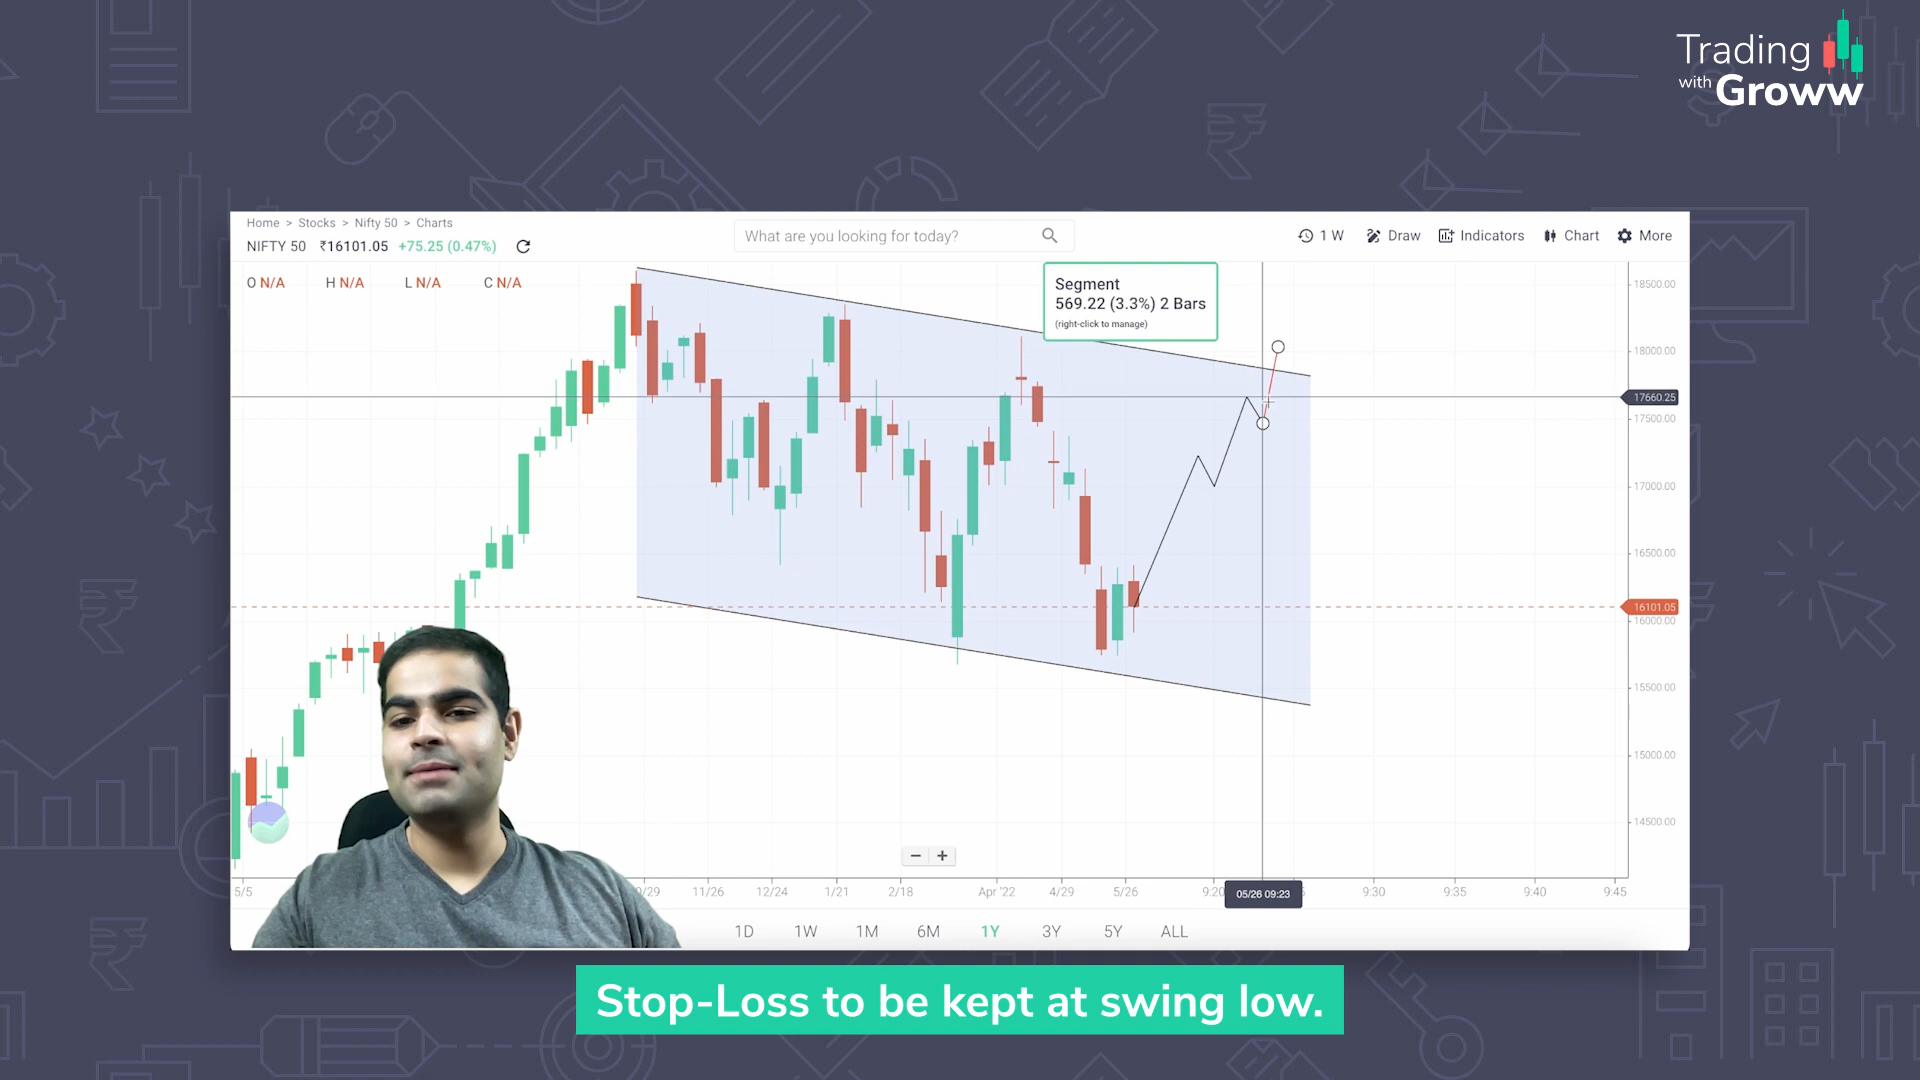 Trading
with Groww
Home > Stocks > Nifty 50 > Charts
NIFTY 50 ₹16101.05 +75.25 (0.47%)
What are you looking for today?
1 W Draw Indicators Chart More
O N/A H N/A L N/A C N/A
Segment
569.22 (3.3%) 2 Bars
(right-click to manage)
18500.00
18000.00
17660.25
17500.00
17000.00
16500.00
16101.05
16000.00
15500.00
15000.00
14500.00
5/5 11/26 12/24 1/21 2/18 Apr '22 4/29 5/26 05/26 09:23 9:30 9:35 9:40 9:45
1D 1W 1M 6M 1Y 3Y 5Y ALL
Stop-Loss to be kept at swing low.